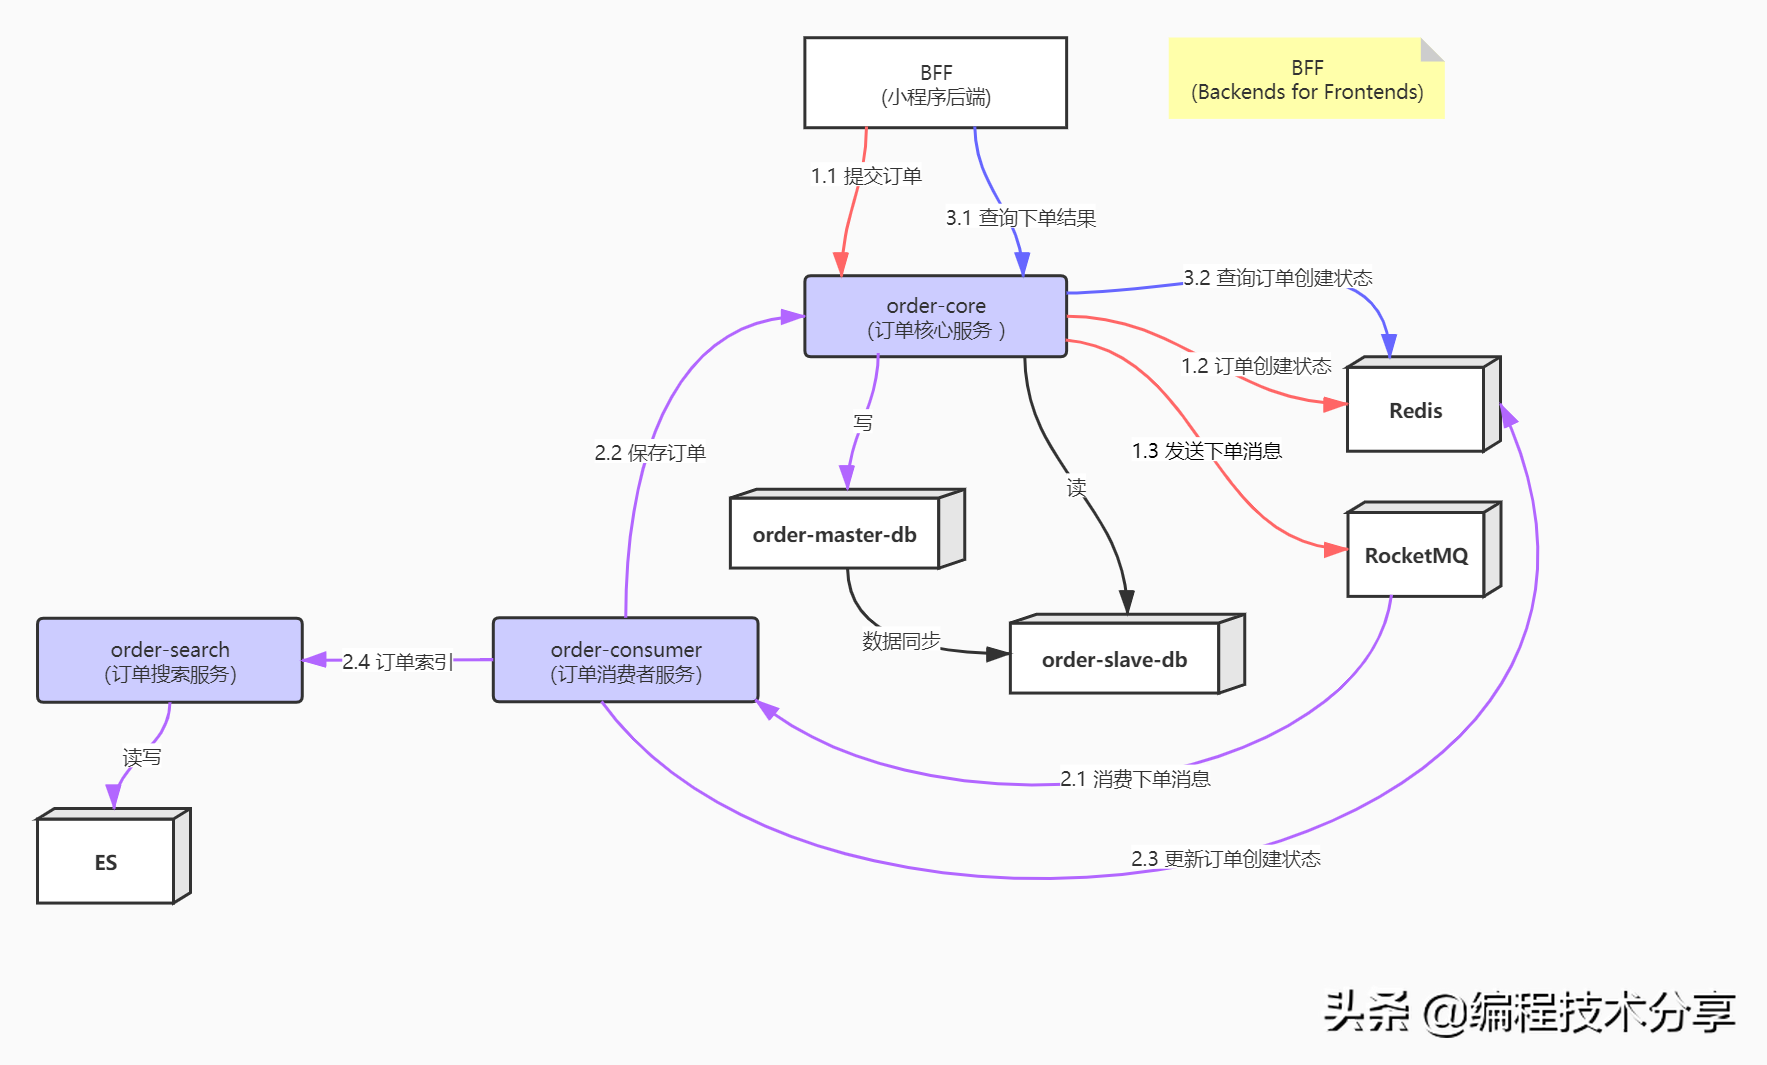 BFF
(小程序后端)
BFF
(Backends for Frontends)
1.1 提交订单
3.1 查询下单结果
order-core
(订单核心服务 )
3.2 查询订单创建状态
1.2 订单创建状态
Redis
写
2.2 保存订单
1.3 发送下单消息
读
order-master-db
RocketMQ
数据同步
order-slave-db
order-search
(订单搜索服务)
2.4 订单索引
order-consumer
(订单消费者服务)
读写
2.1 消费下单消息
ES
2.3 更新订单创建状态
头条 @编程技术分享